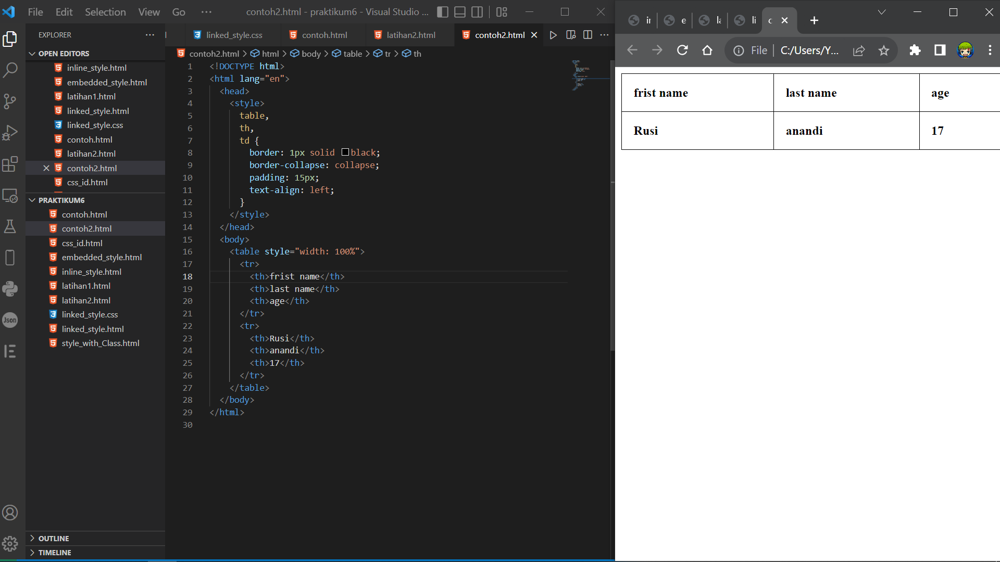 File Edit Selection View Go ··· contoh2.html - praktikum6 - Visual Studio ...
EXPLORER ···
OPEN EDITORS
inline_style.html
embedded_style.html
latihan1.html
linked_style.html
linked_style.css
contoh.html
latihan2.html
contoh2.html
css_id.html
PRAKTIKUM6
contoh.html
contoh2.html
css_id.html
embedded_style.html
inline_style.html
latihan1.html
latihan2.html
linked_style.css
linked_style.html
style_with_Class.html
OUTLINE
TIMELINE
Json
linked_style.css contoh.html latihan2.html contoh2.html
contoh2.html > html > body > table > tr > th
1 <!DOCTYPE html>
2 <html lang="en">
3 <head>
4 <style>
5 table,
6 th,
7 td {
8 border: 1px solid black;
9 border-collapse: collapse;
10 padding: 15px;
11 text-align: left;
12 }
13 </style>
14 </head>
15 <body>
16 <table style="width: 100%">
17 <tr>
18 <th>frist name</th>
19 <th>last name</th>
20 <th>age</th>
21 </tr>
22 <tr>
23 <th>Rusi</th>
24 <th>anandi</th>
25 <th>17</th>
26 </tr>
27 </table>
28 </body>
29 </html>
30
File C:/Users/Y...
frist name last name age
Rusi anandi 17